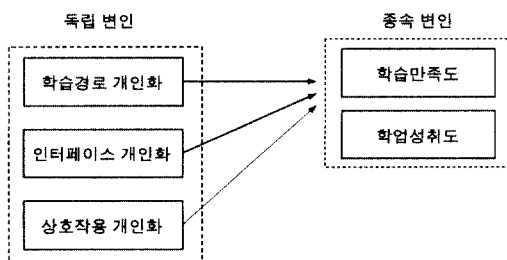 독립 변인
종속 변인
학습경로 개인화
학습만족도
인터페이스 개인화
학업성취도
상호작용 개인화